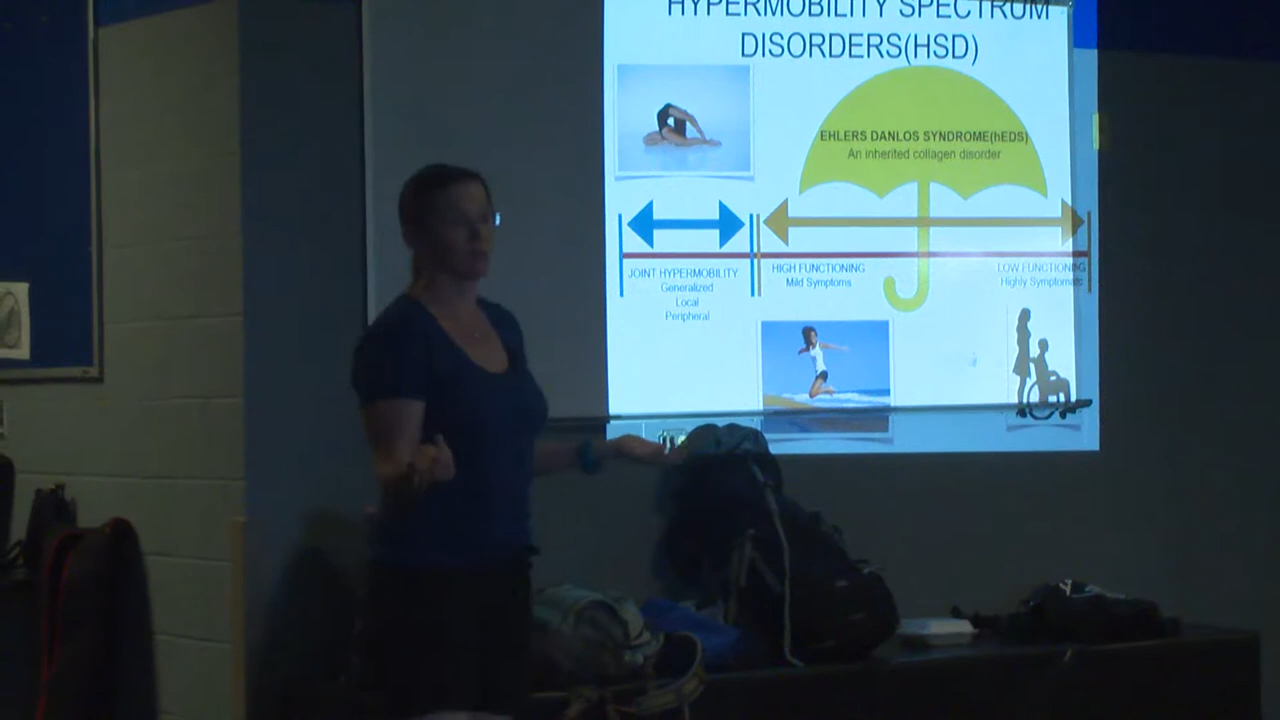 HYPERMOBILITY SPECTRUM
DISORDERS(HSD)
EHLERS DANLOS SYNDROME(hEDS)
An inherited collagen disorder
JOINT HYPERMOBILITY
Generalized
Local
Peripheral
HIGH FUNCTIONING
Mild Symptoms
LOW FUNCTIONING
Highly Symptomatic